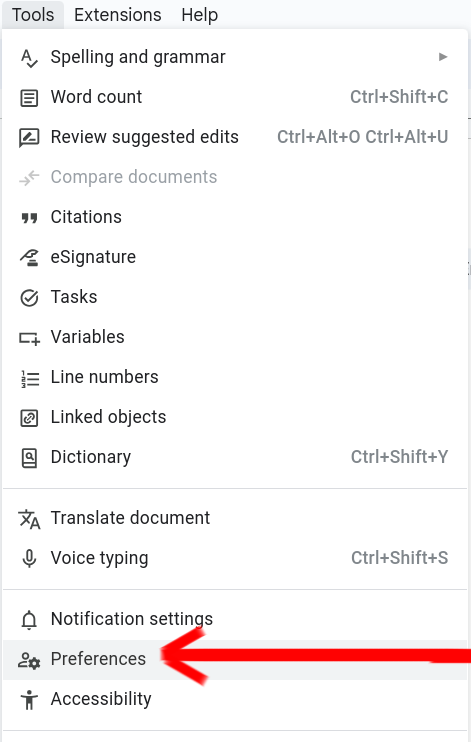 Tools Extensions Help
Spelling and grammar
Word count Ctrl+Shift+C
Review suggested edits Ctrl+Alt+O Ctrl+Alt+U
Compare documents
Citations
eSignature
Tasks
Variables
Line numbers
Linked objects
Dictionary Ctrl+Shift+Y
Translate document
Voice typing Ctrl+Shift+S
Notification settings
Preferences
Accessibility